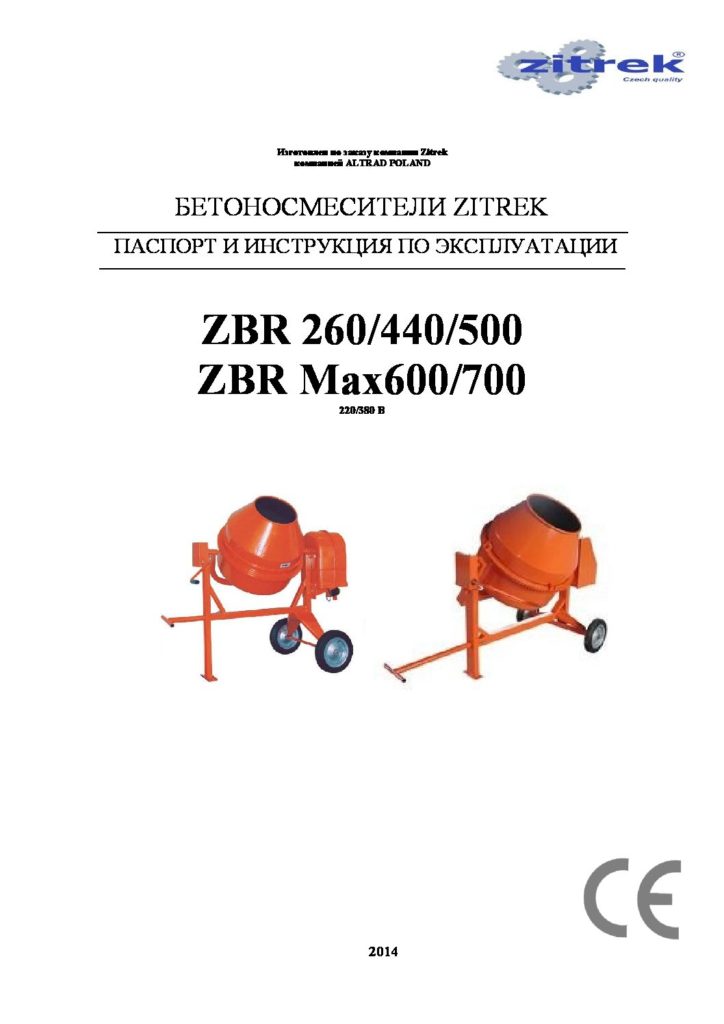 zitrek®
Czech quality
Изготовлен по заказу компании Zitrek
компанией ALTRAD POLAND
БЕТОНОСМЕСИТЕЛИ ZITREK
ПАСПОРТ И ИНСТРУКЦИЯ ПО ЭКСПЛУАТАЦИИ
ZBR 260/440/500
ZBR Max600/700
220/380 В
CE
2014